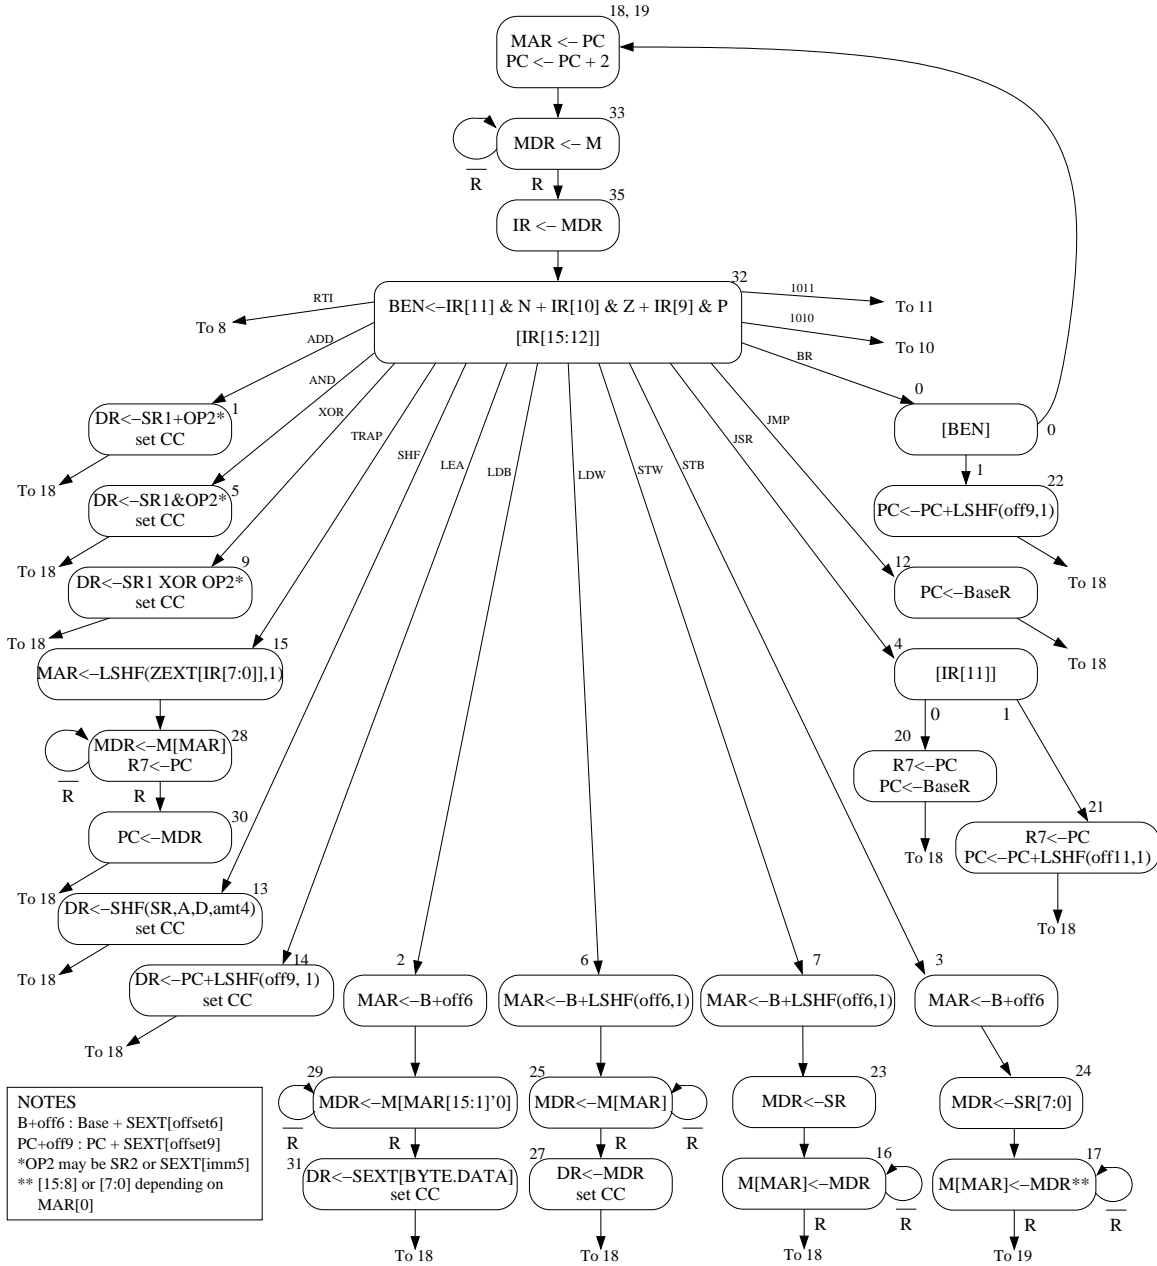 18, 19
MAR <– PC
PC <– PC + 2
33
MDR <– M
R
R
35
IR <– MDR
32
BEN<–IR[11] & N + IR[10] & Z + IR[9] & P
[IR[15:12]]
RTI
To 8
1011
To 11
1010
To 10
ADD
AND
XOR
TRAP
SHF
LEA
LDB
LDW
STW
STB
JSR
JMP
BR
0
[BEN]
0
1
1
DR<–SR1+OP2*
set CC
To 18
5
DR<–SR1&OP2*
set CC
To 18
22
PC<–PC+LSHF(off9,1)
To 18
9
DR<–SR1 XOR OP2*
set CC
To 18
12
PC<–BaseR
To 18
15
MAR<–LSHF(ZEXT[IR[7:0]],1)
4
[IR[11]]
0
1
28
MDR<–M[MAR]
R7<–PC
R
R
20
R7<–PC
PC<–BaseR
To 18
30
PC<–MDR
To 18
21
R7<–PC
PC<–PC+LSHF(off11,1)
To 18
13
DR<–SHF(SR,A,D,amt4)
set CC
To 18
14
DR<–PC+LSHF(off9, 1)
set CC
To 18
2
MAR<–B+off6
6
MAR<–B+LSHF(off6,1)
7
MAR<–B+LSHF(off6,1)
3
MAR<–B+off6
29
MDR<–M[MAR[15:1]'0]
R
R
25
MDR<–M[MAR]
R
R
23
MDR<–SR
24
MDR<–SR[7:0]
31
DR<–SEXT[BYTE.DATA]
set CC
To 18
27
DR<–MDR
set CC
To 18
16
M[MAR]<–MDR
R
R
To 18
17
M[MAR]<–MDR**
R
R
To 19
NOTES
B+off6 : Base + SEXT[offset6]
PC+off9 : PC + SEXT[offset9]
*OP2 may be SR2 or SEXT[imm5]
** [15:8] or [7:0] depending on
MAR[0]